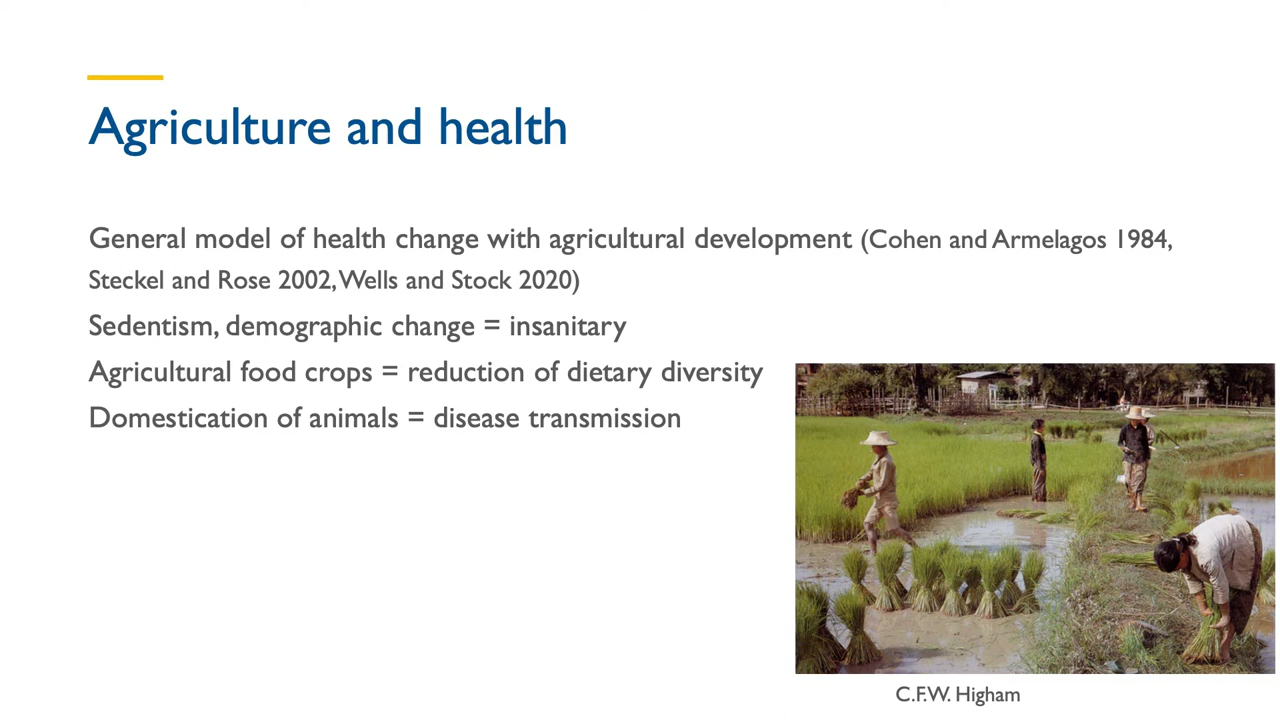 Agriculture and health
General model of health change with agricultural development (Cohen and Armelagos 1984,
Steckel and Rose 2002, Wells and Stock 2020)
Sedentism, demographic change = insanitary
Agricultural food crops = reduction of dietary diversity
Domestication of animals = disease transmission
C.F.W. Higham